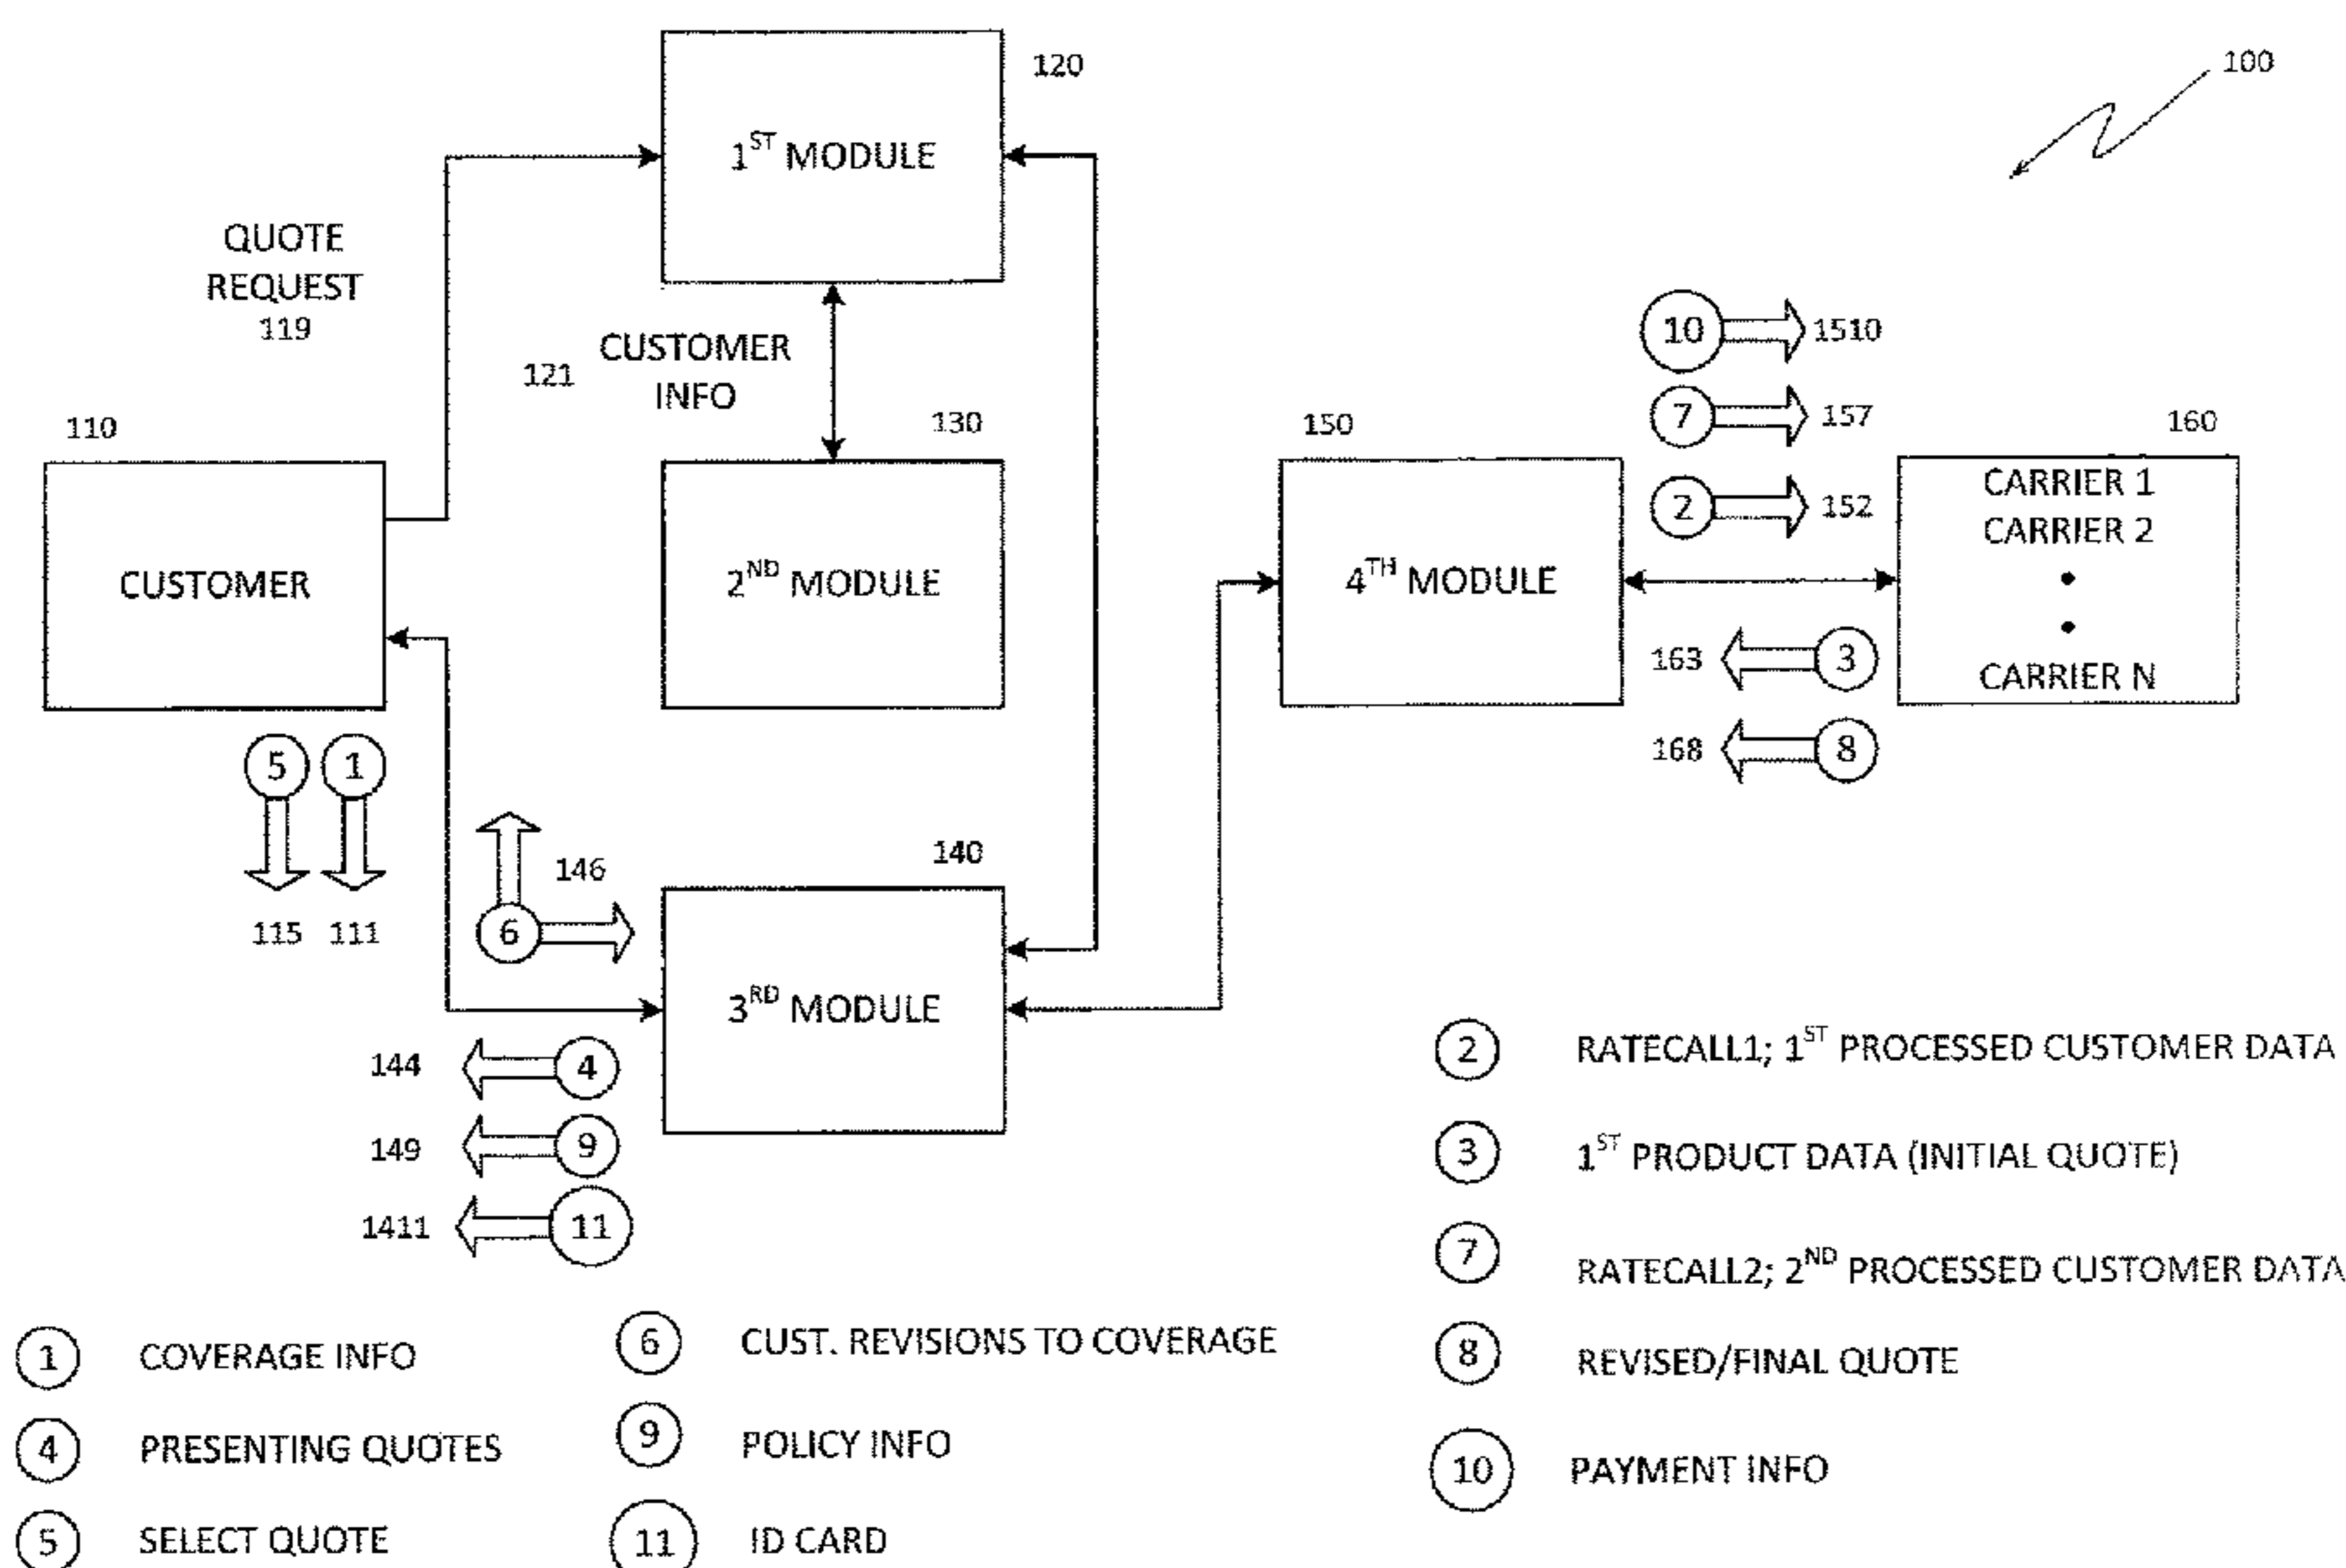 120
100
1ST MODULE
QUOTE
REQUEST
119
121
CUSTOMER
INFO
10
1510
110
130
150
7
157
160
2
152
CUSTOMER
2ND MODULE
4TH MODULE
CARRIER 1
CARRIER 2
CARRIER N
163
3
168
8
5
1
115
111
146
6
140
3RD MODULE
144
4
149
9
1411
11
1 COVERAGE INFO
4 PRESENTING QUOTES
5 SELECT QUOTE
6 CUST. REVISIONS TO COVERAGE
9 POLICY INFO
11 ID CARD
2 RATECALL1; 1ST PROCESSED CUSTOMER DATA
3 1ST PRODUCT DATA (INITIAL QUOTE)
7 RATECALL2; 2ND PROCESSED CUSTOMER DATA
8 REVISED/FINAL QUOTE
10 PAYMENT INFO